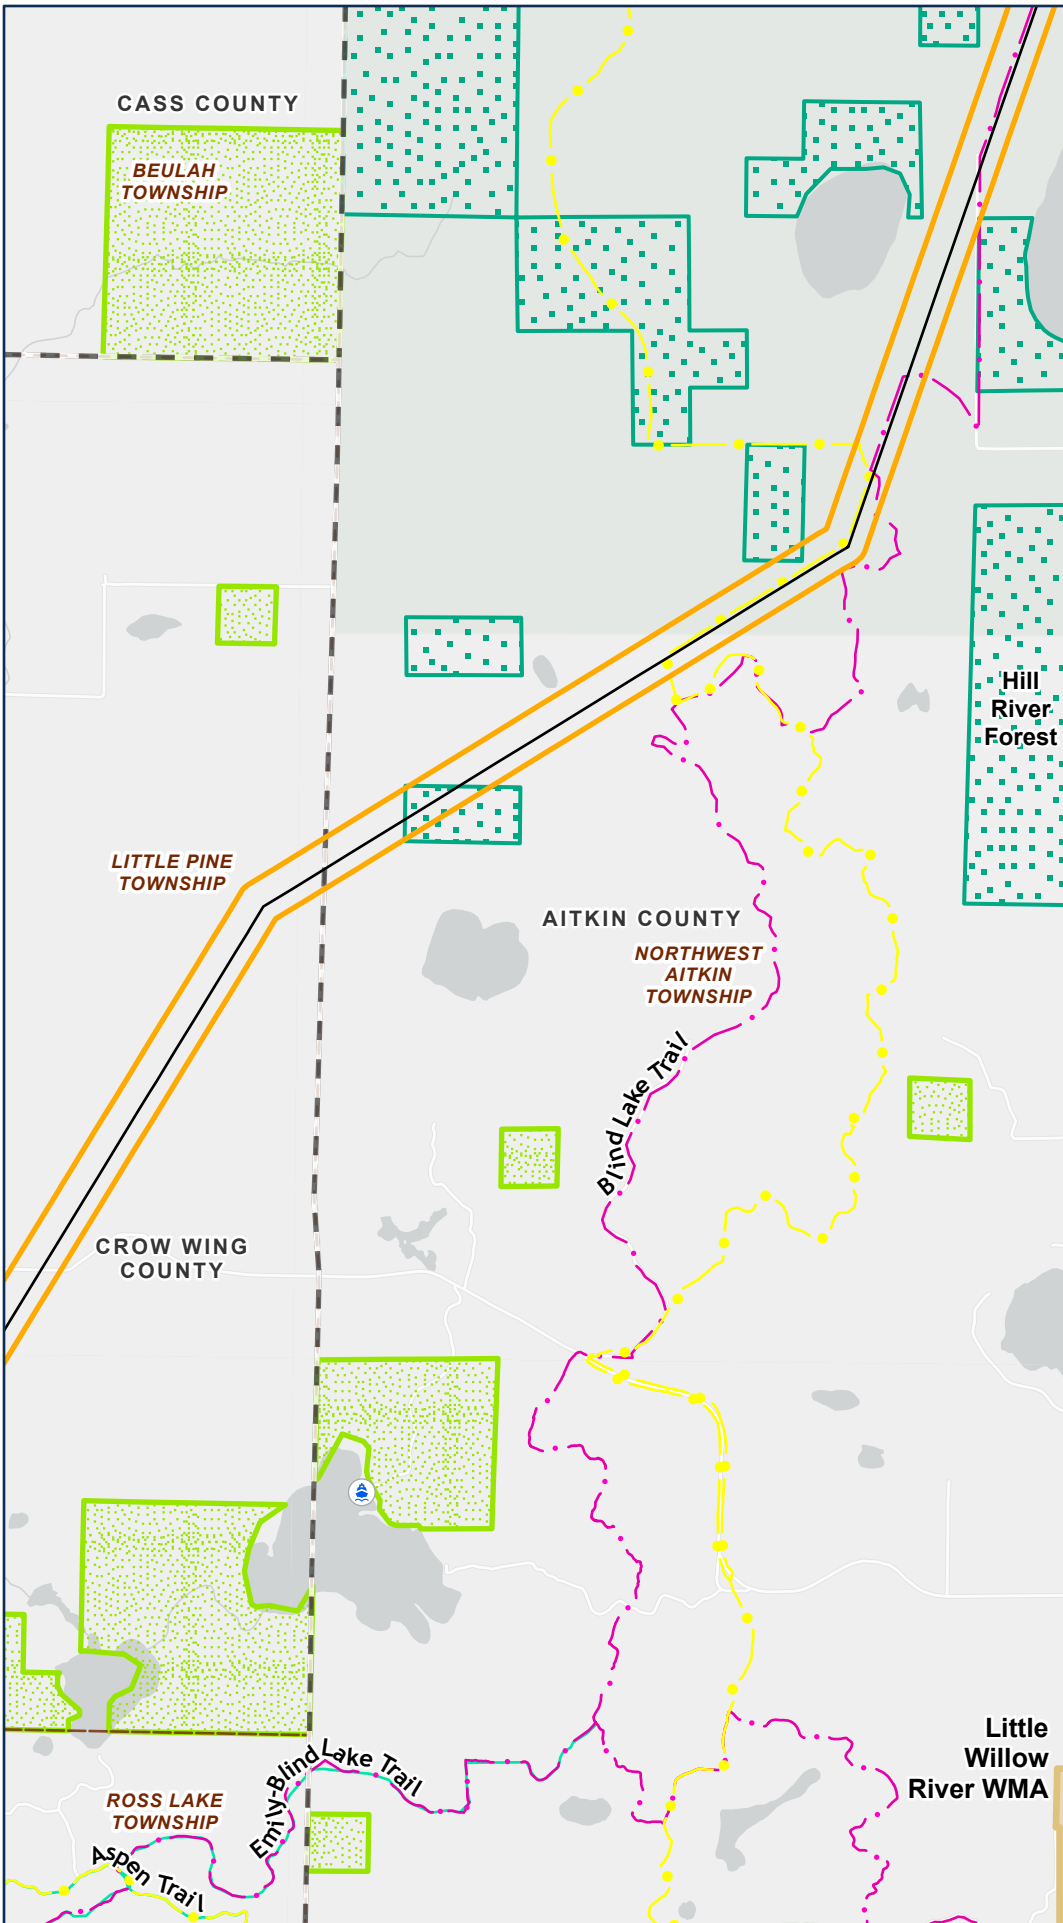 CASS COUNTY
BEULAH
TOWNSHIP
Hill
River
Forest
LITTLE PINE
TOWNSHIP
AITKIN COUNTY
NORTHWEST
AITKIN
TOWNSHIP
Blind Lake Trail
CROW WING
COUNTY
Little
Willow
River WMA
Emily-Blind Lake Trail
ROSS LAKE
TOWNSHIP
Aspen Trail